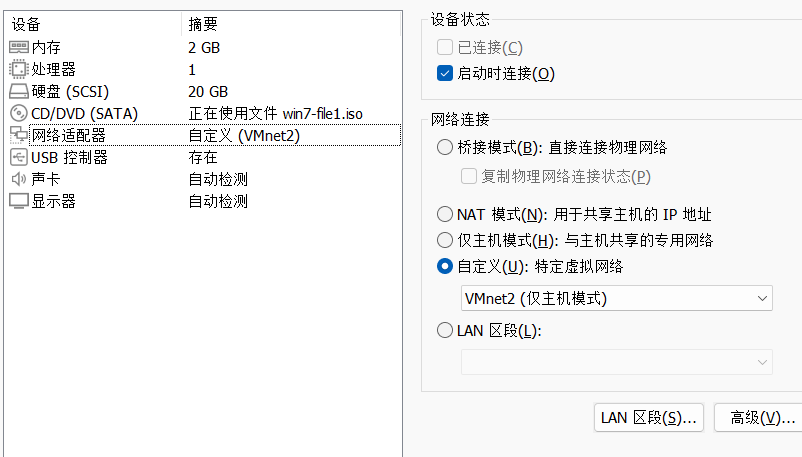 设备 摘要
内存 2 GB
处理器 1
硬盘 (SCSI) 20 GB
CD/DVD (SATA) 正在使用文件 win7-file1.iso
网络适配器 自定义 (VMnet2)
USB 控制器 存在
声卡 自动检测
显示器 自动检测
设备状态
已连接(C)
启动时连接(O)
网络连接
桥接模式(B): 直接连接物理网络
复制物理网络连接状态(P)
NAT 模式(N): 用于共享主机的 IP 地址
仅主机模式(H): 与主机共享的专用网络
自定义(U): 特定虚拟网络
VMnet2 (仅主机模式)
LAN 区段(L):
LAN 区段(S)... 高级(V)...